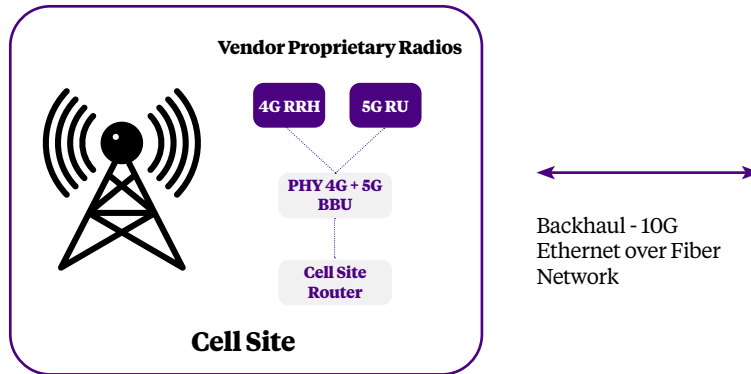 Vendor Proprietary Radios
4G RRH
5G RU
PHY 4G + 5G
BBU
Cell Site
Router
Cell Site
Backhaul - 10G
Ethernet over Fiber
Network